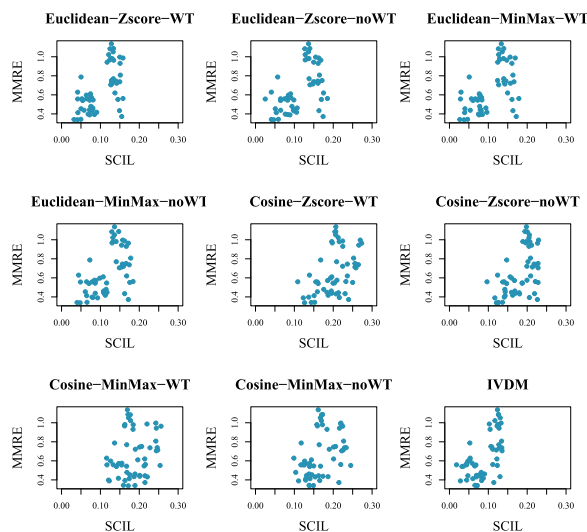 Euclidean−Zscore−WT
Euclidean−Zscore−noWT
Euclidean−MinMax−WT
MMRE
0.4 0.6 0.8 1.0
0.00 0.10 0.20 0.30
SCIL
MMRE
0.4 0.6 0.8 1.0
0.00 0.10 0.20 0.30
SCIL
MMRE
0.4 0.6 0.8 1.0
0.00 0.10 0.20 0.30
SCIL
Euclidean−MinMax−noWT
Cosine−Zscore−WT
Cosine−Zscore−noWT
MMRE
0.4 0.6 0.8 1.0
0.00 0.10 0.20 0.30
SCIL
MMRE
0.4 0.6 0.8 1.0
0.00 0.10 0.20 0.30
SCIL
MMRE
0.4 0.6 0.8 1.0
0.00 0.10 0.20 0.30
SCIL
Cosine−MinMax−WT
Cosine−MinMax−noWT
IVDM
MMRE
0.4 0.6 0.8 1.0
0.00 0.10 0.20 0.30
SCIL
MMRE
0.4 0.6 0.8 1.0
0.00 0.10 0.20 0.30
SCIL
MMRE
0.4 0.6 0.8 1.0
0.00 0.10 0.20 0.30
SCIL